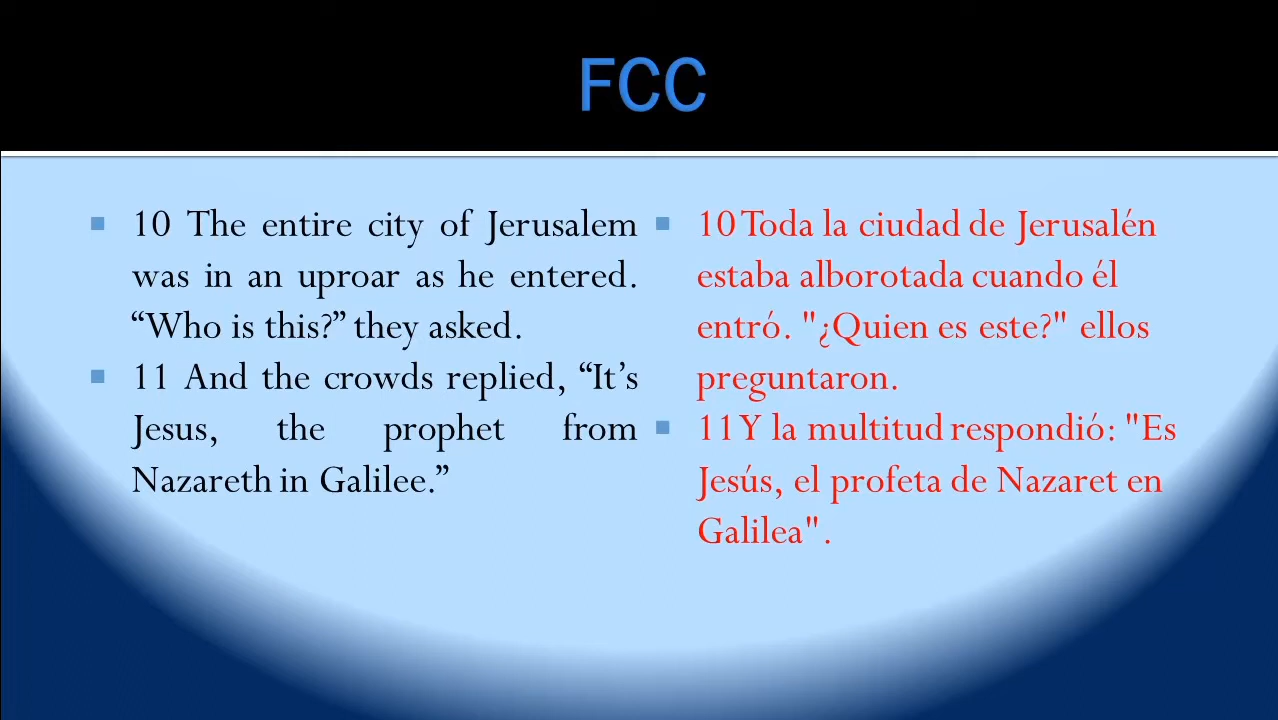 FCC
10 The entire city of Jerusalem
was in an uproar as he entered.
“Who is this?” they asked.
11 And the crowds replied, “It’s
Jesus, the prophet from
Nazareth in Galilee.”
10 Toda la ciudad de Jerusalén
estaba alborotada cuando él
entró. "¿Quien es este?" ellos
preguntaron.
11 Y la multitud respondió: "Es
Jesús, el profeta de Nazaret en
Galilea".